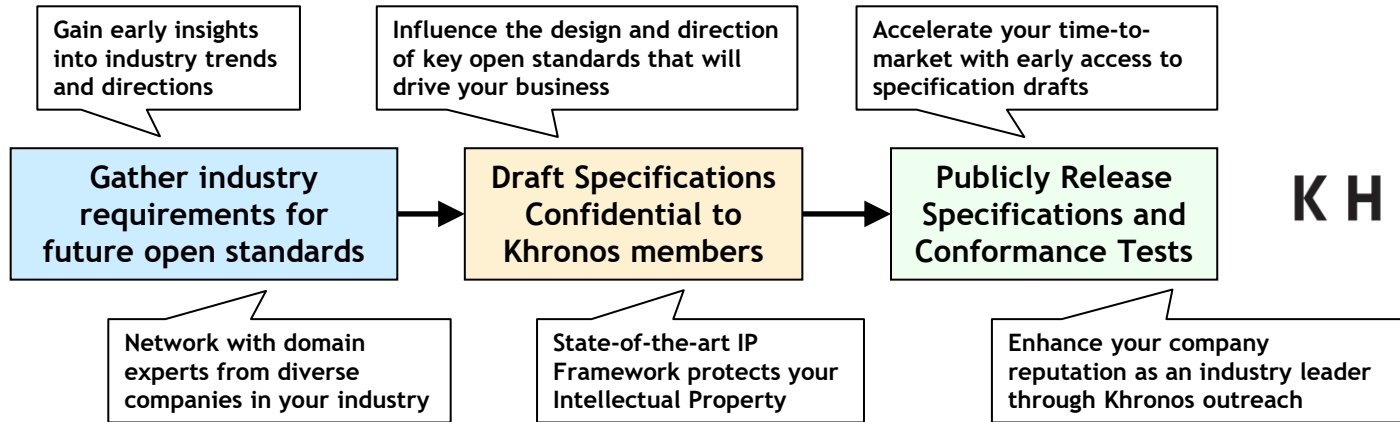 Gain early insights
into industry trends
and directions
Influence the design and direction
of key open standards that will
drive your business
Accelerate your time-to-
market with early access to
specification drafts
Gather industry
requirements for
future open standards
Draft Specifications
Confidential to
Khronos members
Publicly Release
Specifications and
Conformance Tests
K H
Network with domain
experts from diverse
companies in your industry
State-of-the-art IP
Framework protects your
Intellectual Property
Enhance your company
reputation as an industry leader
through Khronos outreach